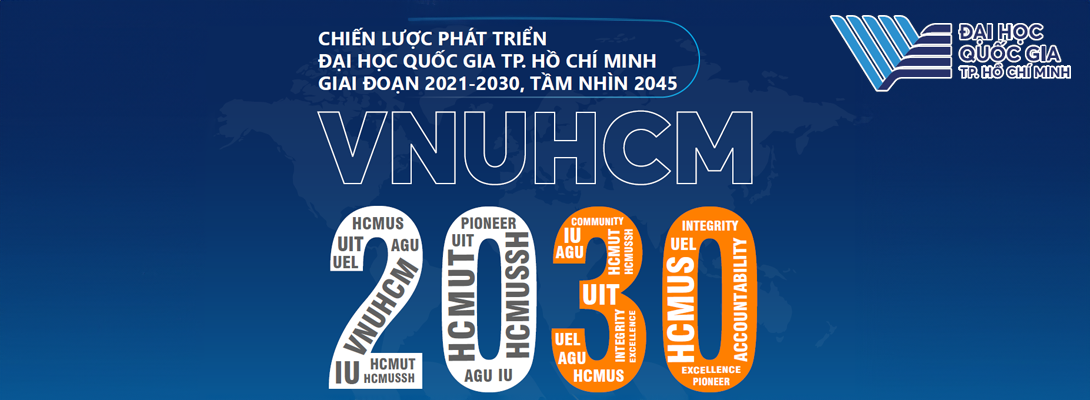 CHIẾN LƯỢC PHÁT TRIỂN
ĐẠI HỌC QUỐC GIA TP. HỒ CHÍ MINH
GIAI ĐOẠN 2021-2030, TẦM NHÌN 2045
ĐẠI HỌC
QUỐC GIA
TP. HỒ CHÍ MINH
VNUHCM
2030
HCMUS
UIT
AGU
UEL
VNUHCM
IU
HCMUT
HCMUSSH
PIONEER
UIT
HCMUT
HCMUSSH
AGU IU
COMMUNITY
IU
AGU
HCMUT
HCMUSSH
UIT
UEL
AGU
INTEGRITY
EXCELLENCE
HCMUS
INTEGRITY
UEL
HCMUS
ACCOUNTABILITY
EXCELLENCE
PIONEER